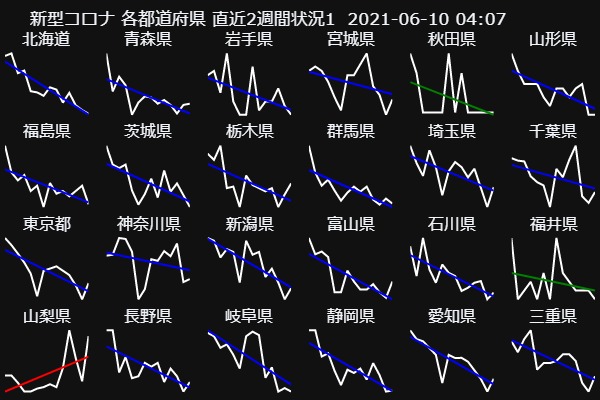 新型コロナ 各都道府県 直近2週間状況1 2021-06-10 04:07
北海道 青森県 岩手県 宮城県 秋田県 山形県
福島県 茨城県 栃木県 群馬県 埼玉県 千葉県
東京都 神奈川県 新潟県 富山県 石川県 福井県
山梨県 長野県 岐阜県 静岡県 愛知県 三重県